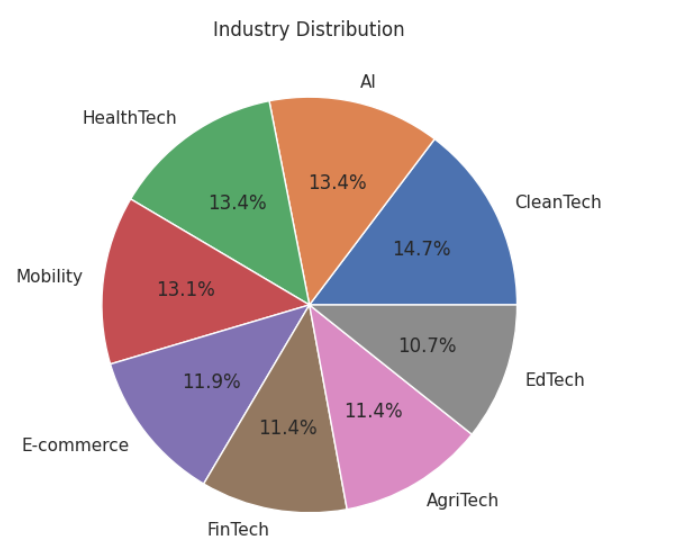 Industry Distribution
AI
HealthTech
13.4%
13.4%
CleanTech
14.7%
Mobility
13.1%
10.7%
EdTech
11.9%
11.4%
11.4%
E-commerce
AgriTech
FinTech